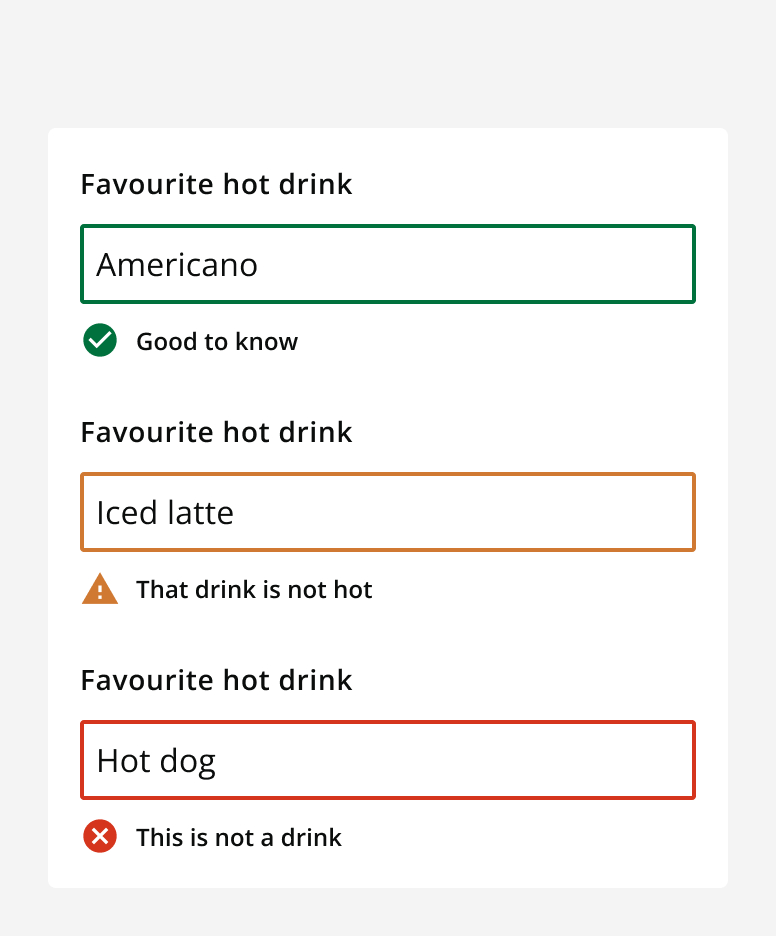 Favourite hot drink
Americano
Good to know
Favourite hot drink
Iced latte
That drink is not hot
Favourite hot drink
Hot dog
This is not a drink